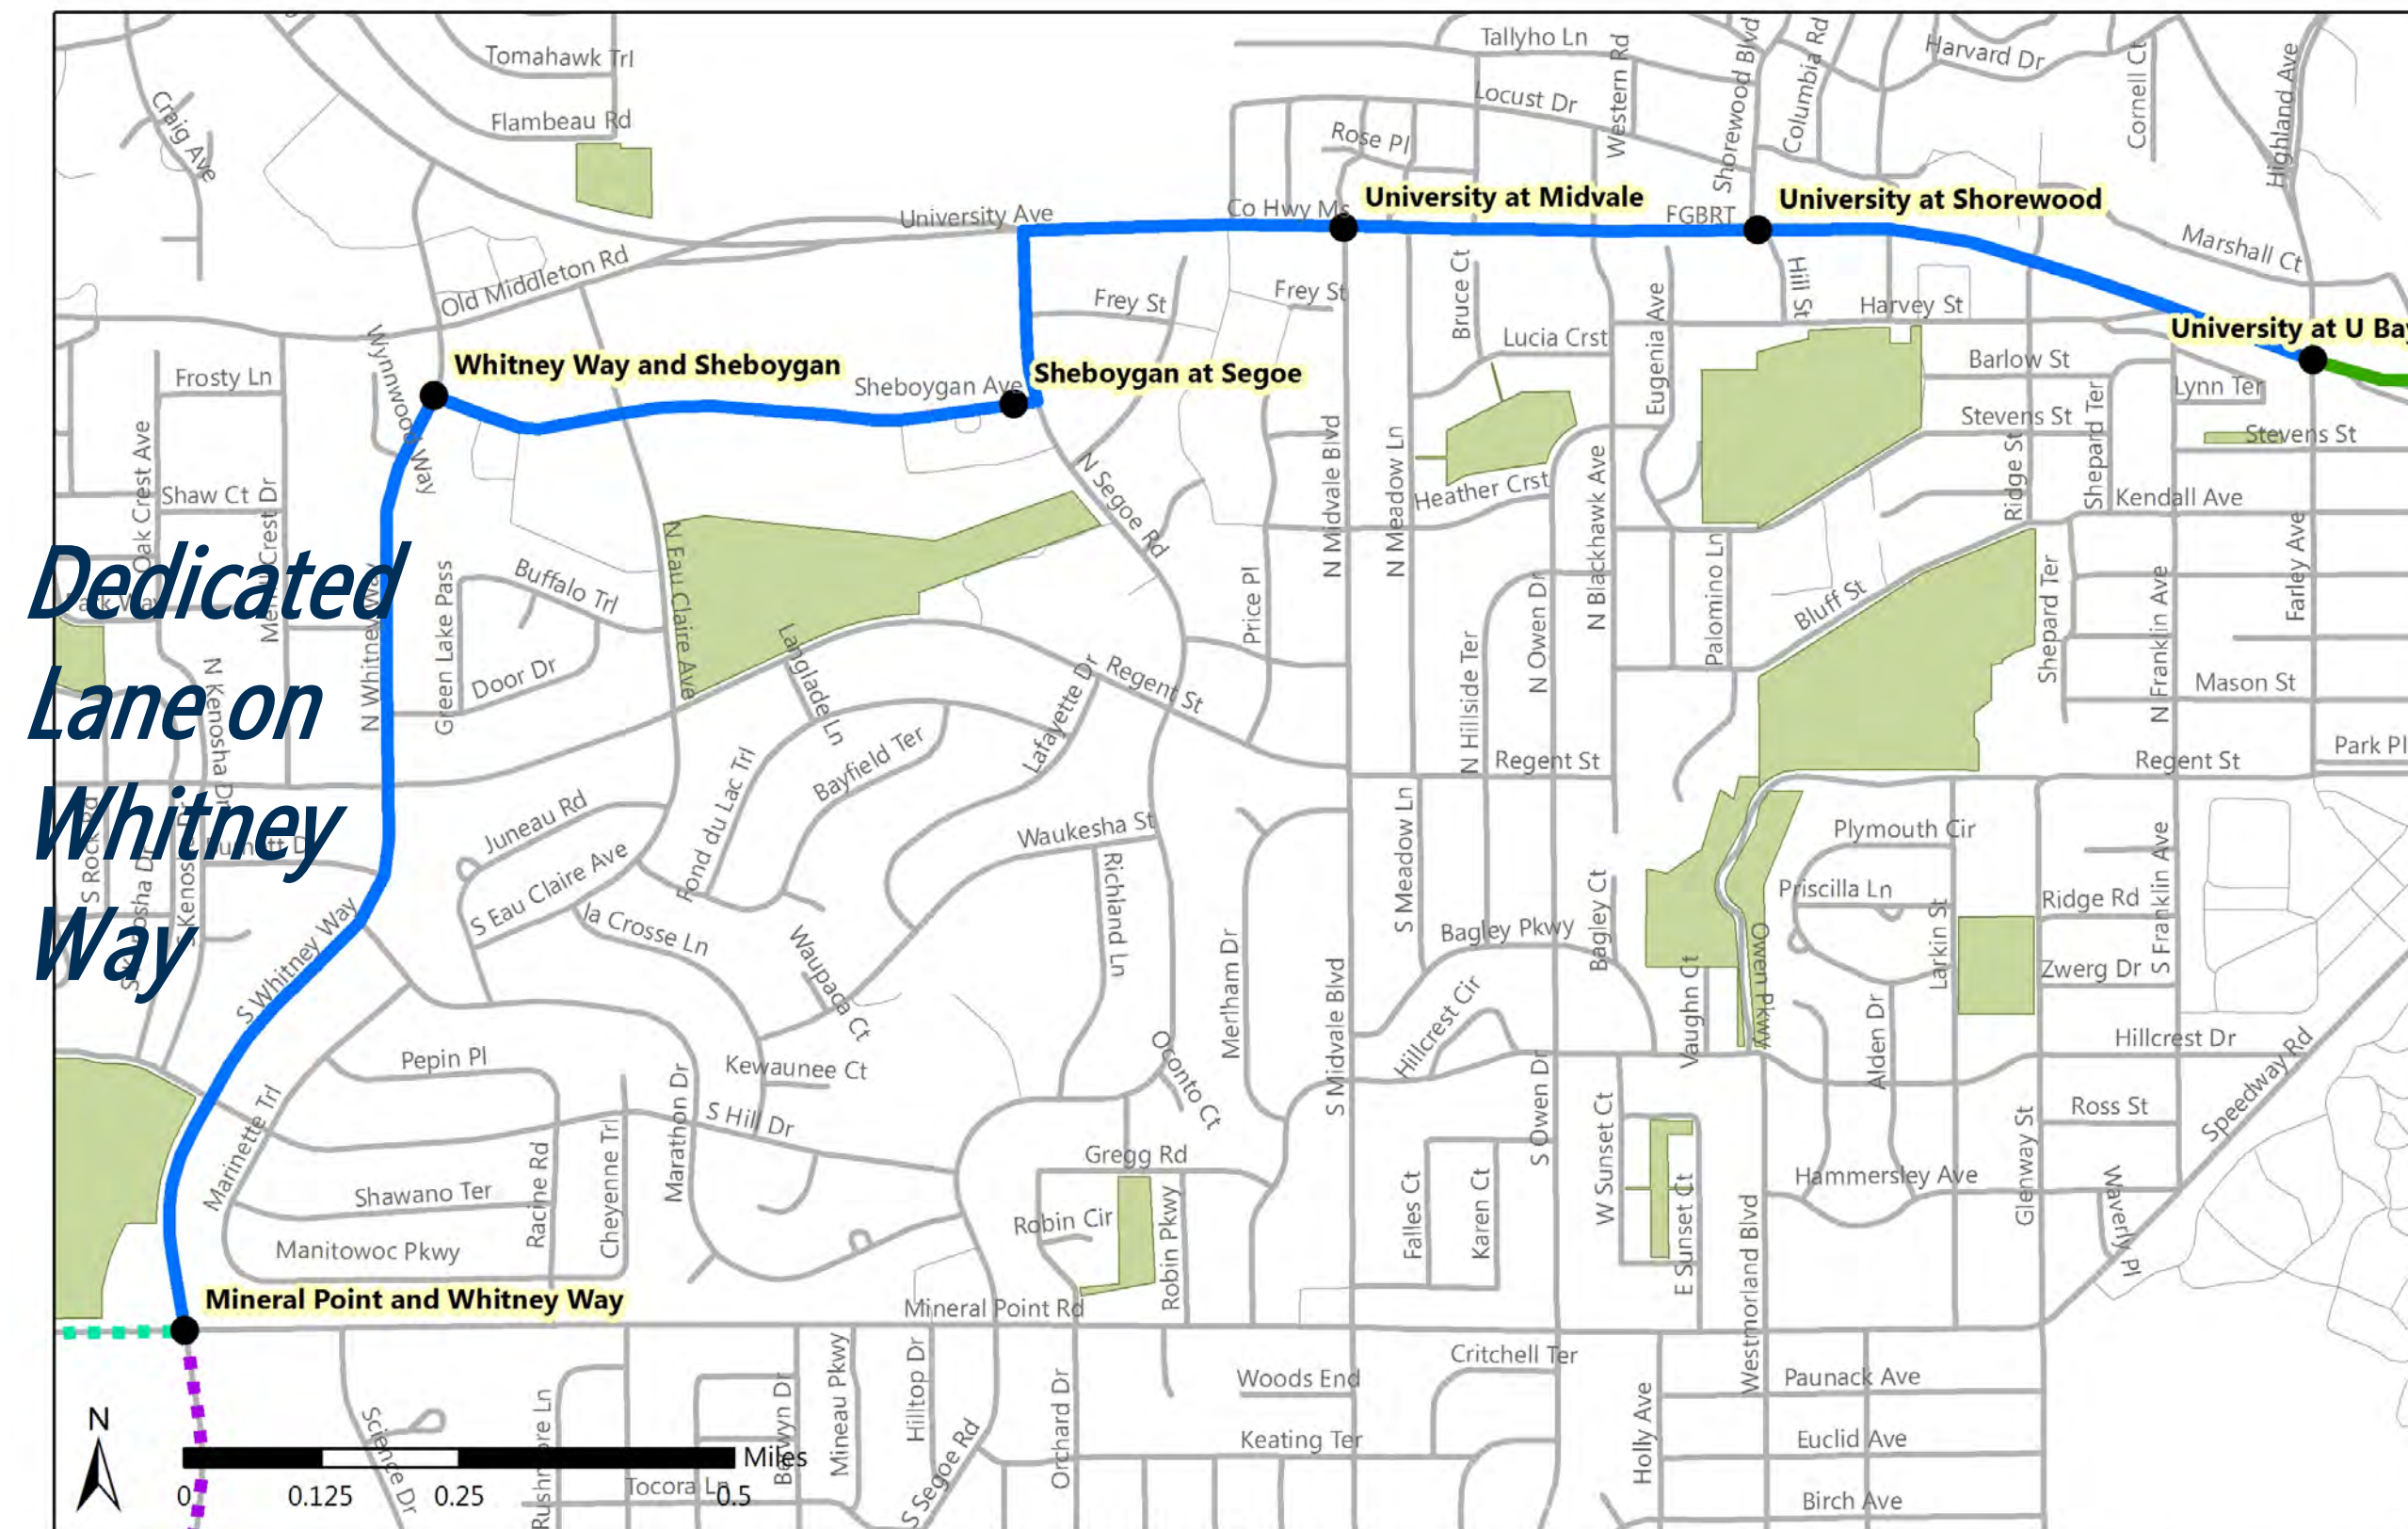 Tomahawk Trl
Tallyho Ln
Western Rd
Shorewood Blvd
Columbia Rd
Harvard Dr
Cornell Ct
Highland Ave
Craig Ave
Flambeau Rd
Locust Dr
Rose Pl
University Ave
Co Hwy Ms
University at Midvale
FGBRT
University at Shorewood
Marshall Ct
Old Middleton Rd
Frey St
Frey St
Bruce Ct
Hill St
Harvey St
Eugenia Ave
Lucia Crst
University at U Bay
Wynnwood Way
Whitney Way and Sheboygan
Sheboygan Ave
Sheboygan at Segoe
Barlow St
Lynn Ter
Frosty Ln
Stevens St
Stevens St
Shepard Ter
Ridge St
Oak Crest Ave
Shaw Ct
N Segoe Rd
N Midvale Blvd
N Meadow Ln
Heather Crst
N Blackhawk Ave
Kendall Ave
Farley Ave
Dedicated
Lane on
Whitney
Way
N Whitney Way
Green Lake Pass
Buffalo Trl
Door Dr
N Eau Claire Ave
Langlade Ln
Price Pl
N Hillside Ter
N Owen Dr
Palomino Ln
Bluff St
Shepard Ter
N Franklin Ave
Mason St
N Kenosha Dr
Lafayette Dr
Regent St
Regent St
Regent St
Park Pl
Fond du Lac Trl
Bayfield Ter
Juneau Rd
S Rock Rd
Waukesha St
Richland Ln
S Meadow Ln
Plymouth Cir
Priscilla Ln
Ridge Rd
S Franklin Ave
Larkin St
S Eau Claire Ave
la Crosse Ln
Waupaca Ct
Bagley Pkwy
Bagley Ct
Owen Pkwy
Zwerg Dr
S Whitney Way
Merlham Dr
S Midvale Blvd
Hillcrest Cir
Vaughn Ct
Alden Dr
Hillcrest Dr
Speedway Rd
Pepin Pl
Kewaunee Ct
Oconto Ct
Marinette Trl
Marathon Dr
S Hill Dr
Cheyenne Trl
Racine Rd
Gregg Rd
S Owen Dr
W Sunset Ct
E Sunset Ct
Ross St
Glenway St
Hammersley Ave
Waverly Pl
Shawano Ter
Manitowoc Pkwy
Robin Cir
Robin Pkwy
Falles Ct
Karen Ct
Westmorland Blvd
Mineral Point and Whitney Way
Mineral Point Rd
Critchell Ter
Woods End
Paunack Ave
Mineau Pkwy
Hilltop Dr
Orchard Dr
Holly Ave
Keating Ter
Euclid Ave
Science Dr
S Segoe Rd
Tocora Ln
Birch Ave
N
Miles
0 0.125 0.25 0.5